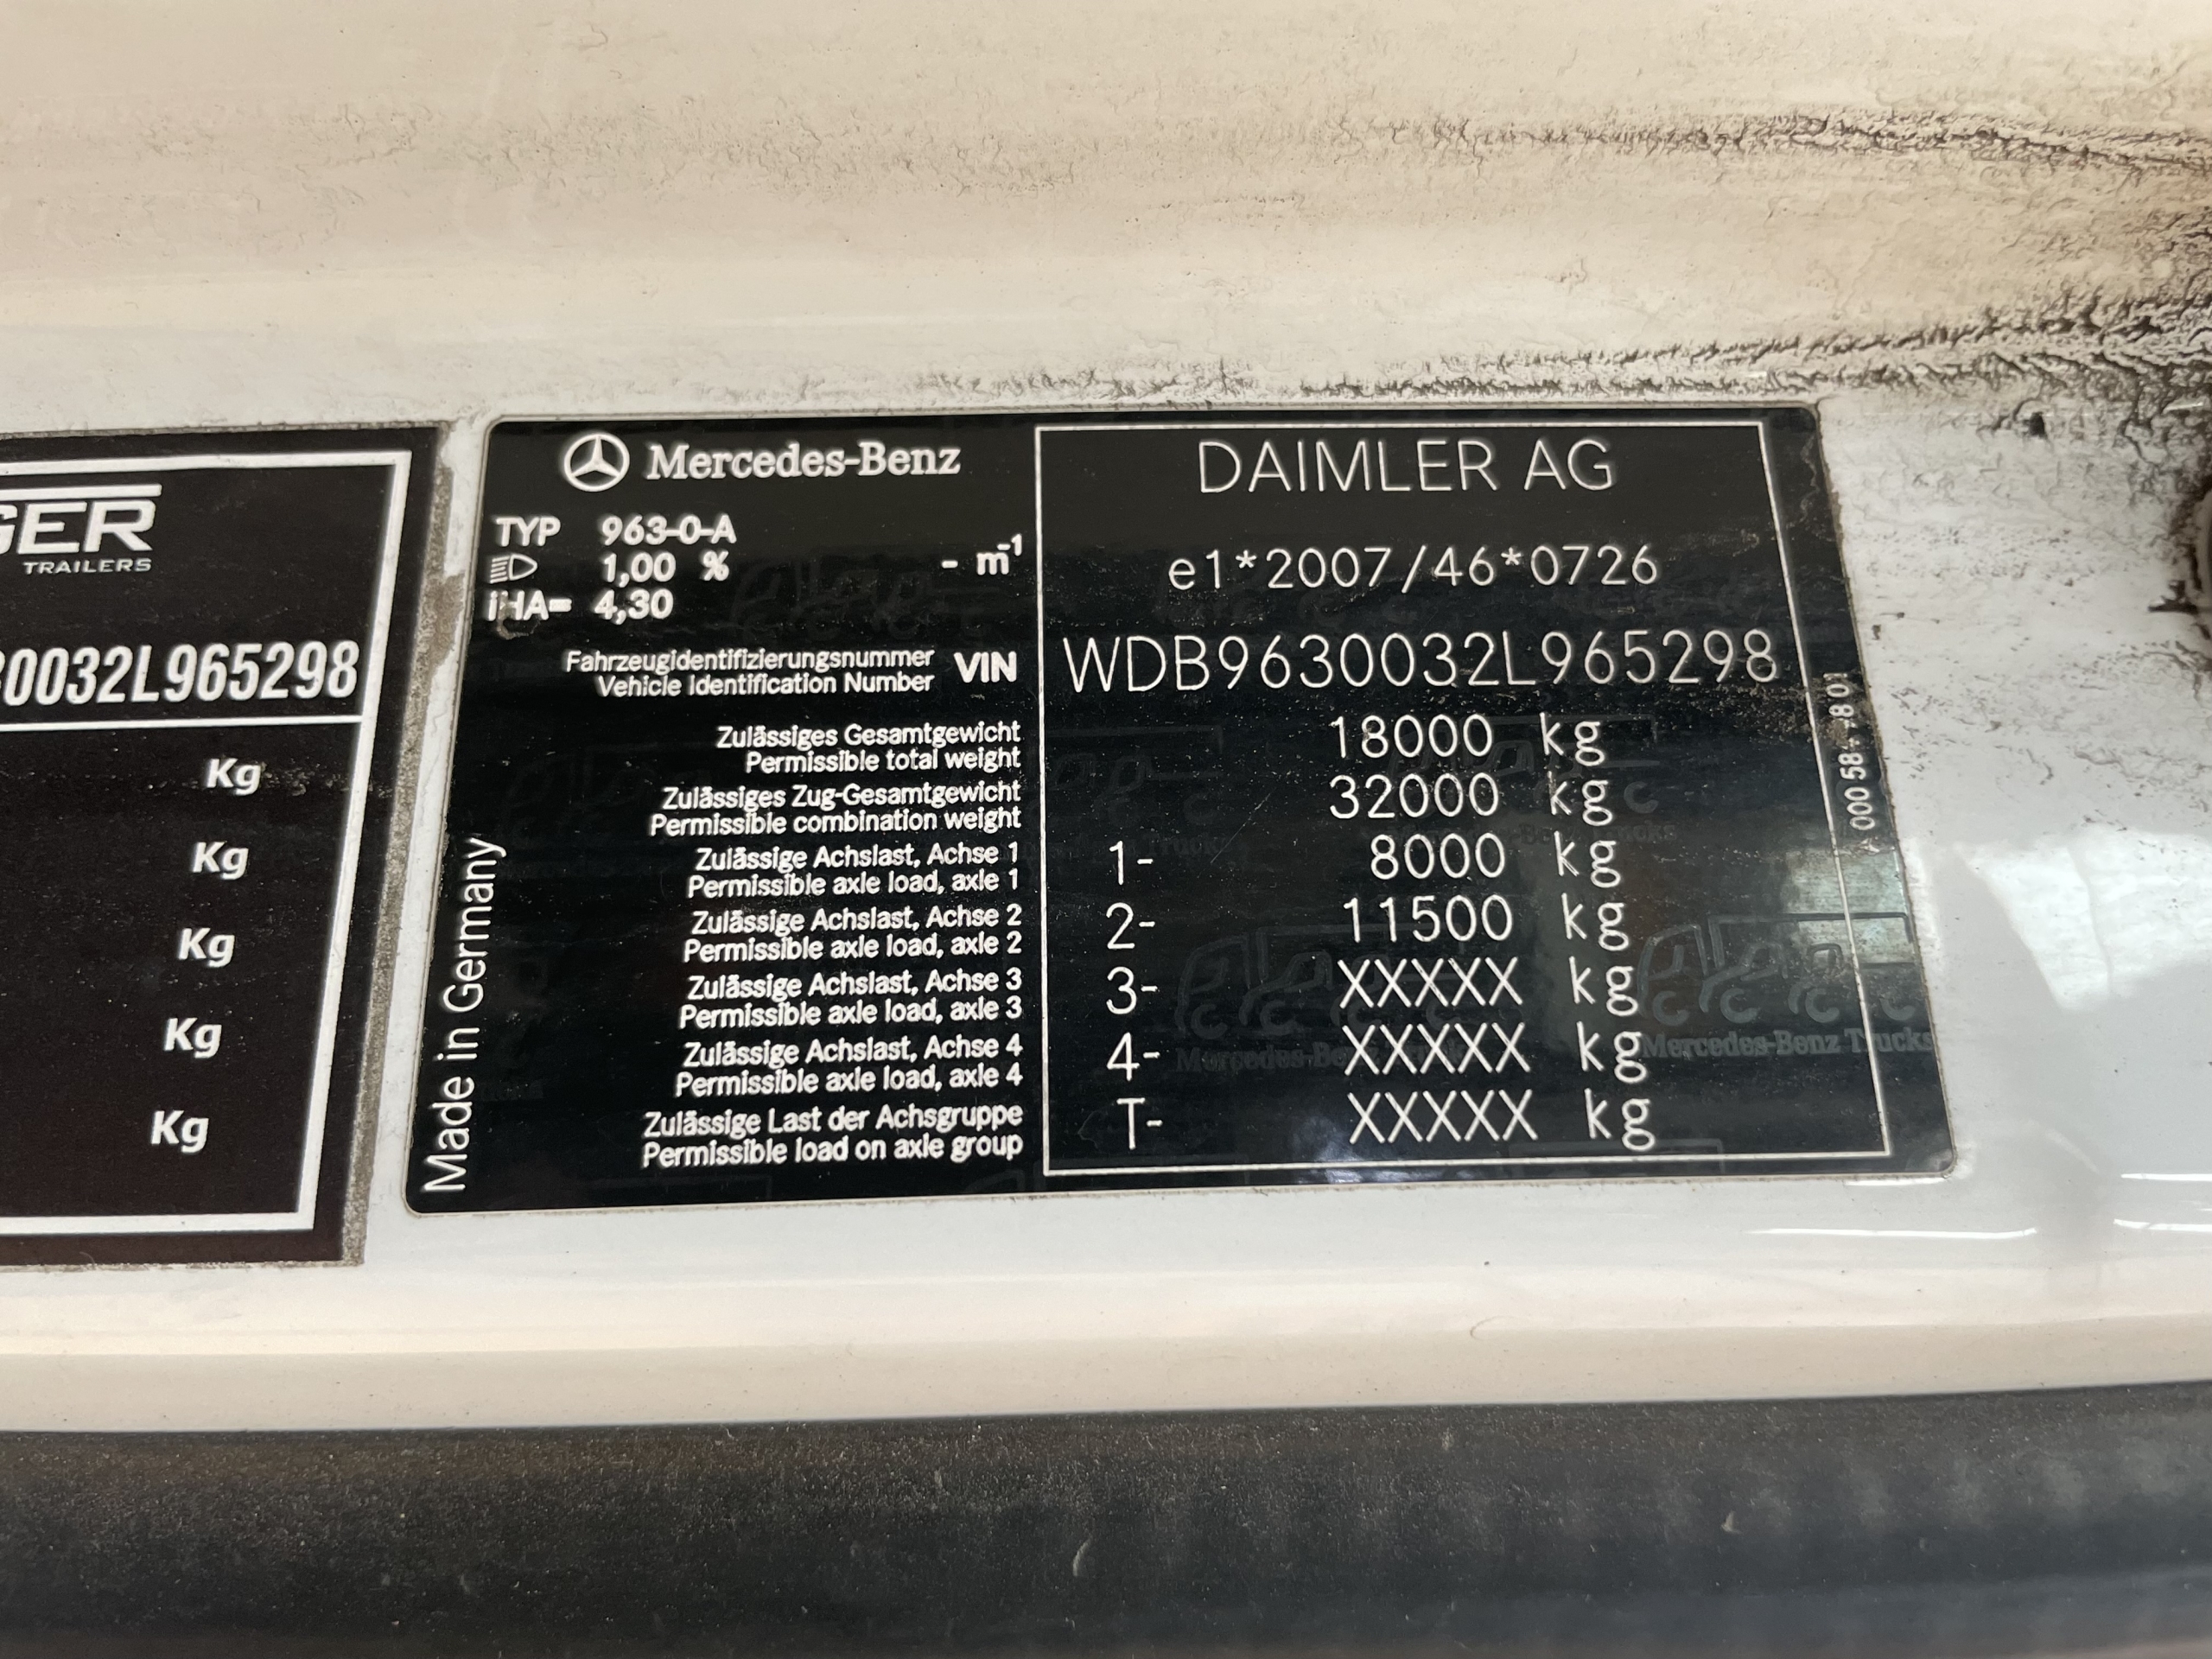 GER
TRAILERS
0032L965298
Kg
Kg
Kg
Kg
Kg
Mercedes-Benz
TYP 963-0-A
1,00 % - m-1
iHA= 4,30
Fahrzeugidentifizierungsnummer
Vehicle Identification Number
VIN
Zulässiges Gesamtgewicht
Permissible total weight
Zulässiges Zug-Gesamtgewicht
Permissible combination weight
Zulässige Achslast, Achse 1
Permissible axle load, axle 1
Zulässige Achslast, Achse 2
Permissible axle load, axle 2
Zulässige Achslast, Achse 3
Permissible axle load, axle 3
Zulässige Achslast, Achse 4
Permissible axle load, axle 4
Zulässige Last der Achsgruppe
Permissible load on axle group
Made in Germany
DAIMLER AG
e1*2007/46*0726
WDB9630032L965298
18000 kg
32000 kg
1- 8000 kg
2- 11500 kg
3- XXXXX kg
4- XXXXX kg
T- XXXXX kg
Mercedes-Benz Trucks